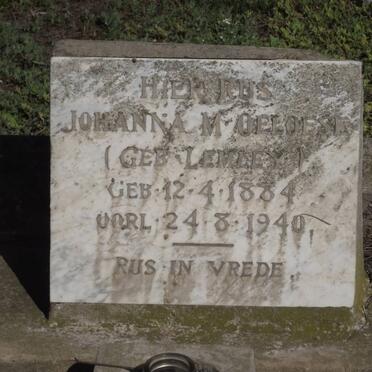 HIER RUS
JOHANNA M
(GEB
GEB 12·4·1884
OORL 24·8·1940
RUS IN VREDE